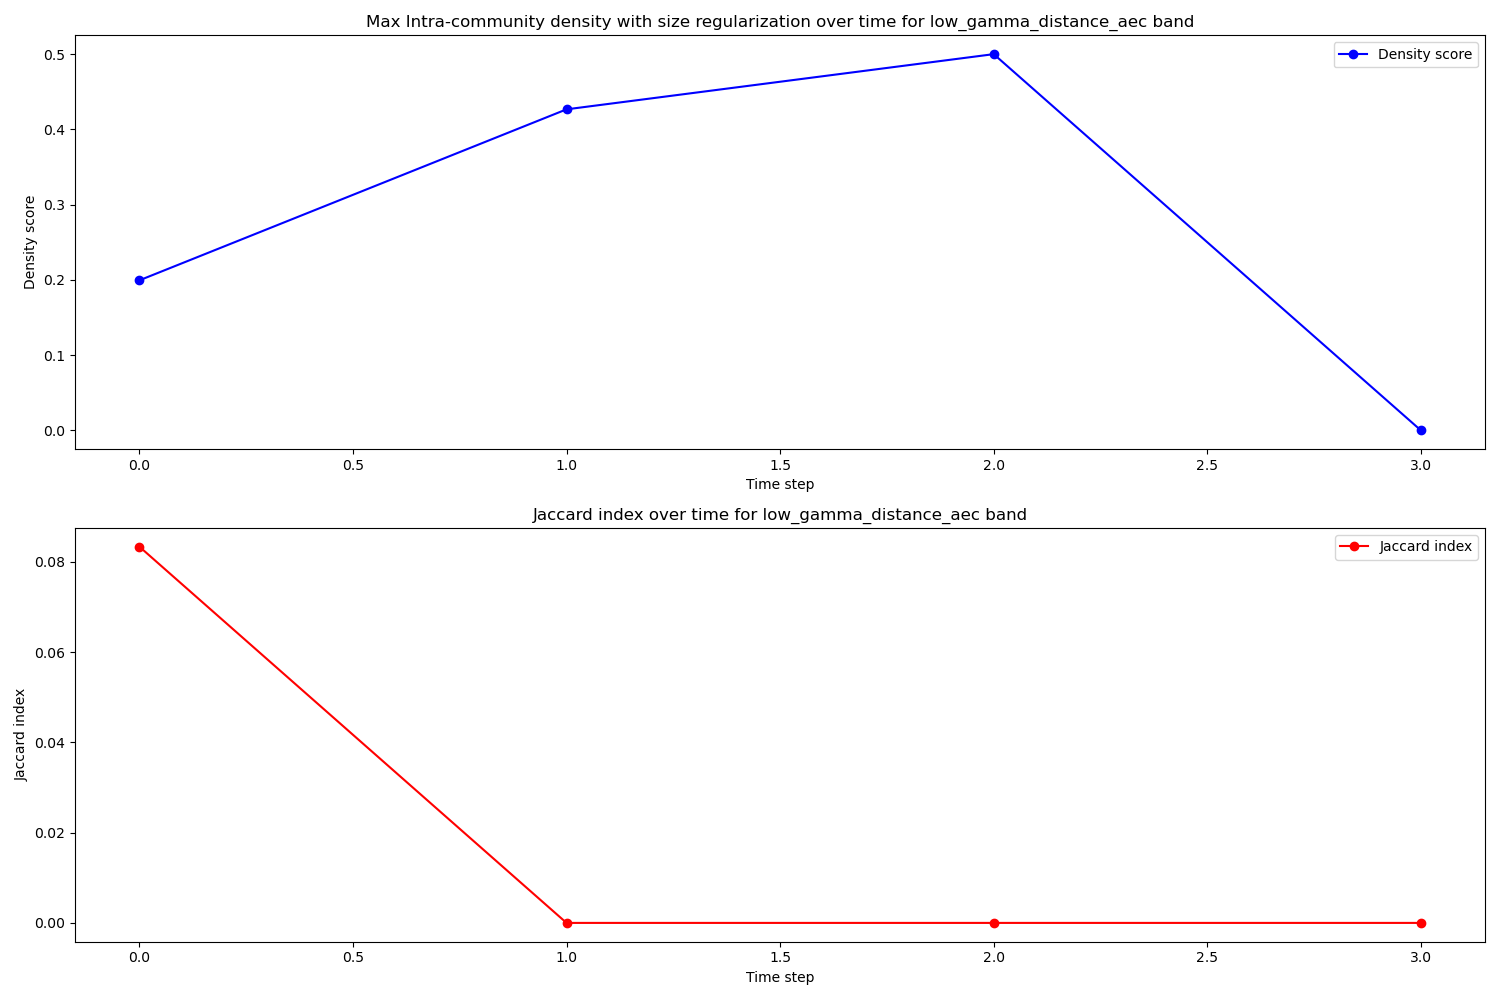 Max Intra-community density with size regularization over time for low_gamma_distance_aec band
Density score
Density score
0.5
0.4
0.3
0.2
0.1
0.0
0.0 0.5 1.0 1.5 2.0 2.5 3.0
Time step
Jaccard index over time for low_gamma_distance_aec band
Jaccard index
Jaccard index
0.08
0.06
0.04
0.02
0.00
0.0 0.5 1.0 1.5 2.0 2.5 3.0
Time step